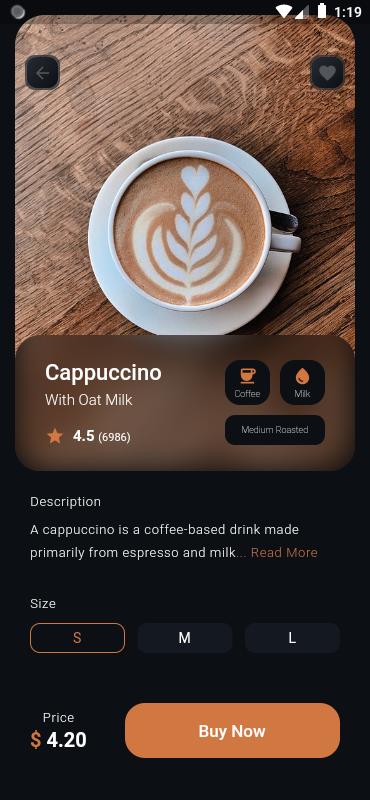 1:19
Cappuccino
With Oat Milk
4.5 (6986)
Coffee
Milk
Medium Roasted
Description
A cappuccino is a coffee-based drink made
primarily from espresso and milk... Read More
Size
S
M
L
Price
$ 4.20
Buy Now